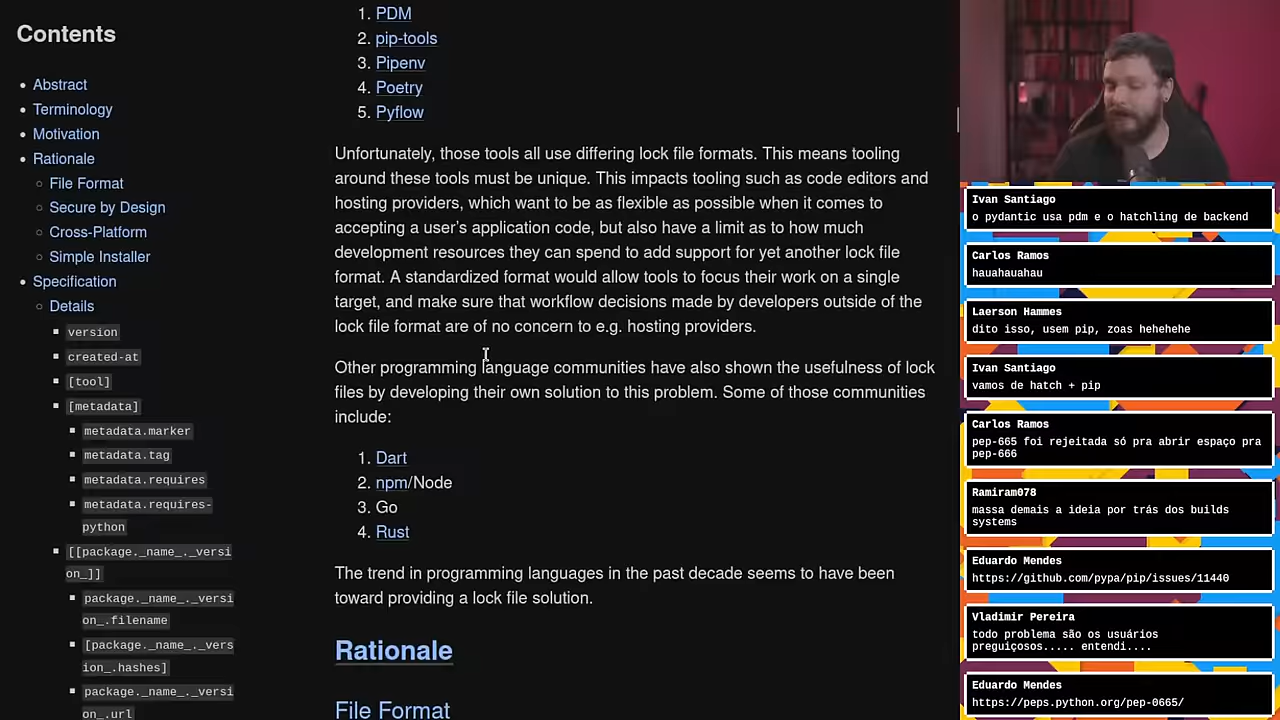 Contents
Abstract
Terminology
Motivation
Rationale
File Format
Secure by Design
Cross-Platform
Simple Installer
Specification
Details
version
created-at
[tool]
[metadata]
metadata.marker
metadata.tag
metadata.requires
metadata.requires-
python
[[package._name_._versi
on_]]
package._name_._versi
on_.filename
[package._name_._vers
ion_.hashes]
package._name_._versi
on_.url
1. PDM
2. pip-tools
3. Pipenv
4. Poetry
5. Pyflow
Unfortunately, those tools all use differing lock file formats. This means tooling
around these tools must be unique. This impacts tooling such as code editors and
hosting providers, which want to be as flexible as possible when it comes to
accepting a user's application code, but also have a limit as to how much
development resources they can spend to add support for yet another lock file
format. A standardized format would allow tools to focus their work on a single
target, and make sure that workflow decisions made by developers outside of the
lock file format are of no concern to e.g. hosting providers.
Other programming language communities have also shown the usefulness of lock
files by developing their own solution to this problem. Some of those communities
include:
1. Dart
2. npm/Node
3. Go
4. Rust
The trend in programming languages in the past decade seems to have been
toward providing a lock file solution.
Rationale
File Format
Ivan Santiago
o pydantic usa pdm e o hatchling de backend
Carlos Ramos
hauahauahau
Laerson Hammes
dito isso, usem pip, zoas hehehehe
Ivan Santiago
vamos de hatch + pip
Carlos Ramos
pep-665 foi rejeitada só pra abrir espaço pra
pep-666
Ramiram078
massa demais a ideia por trás dos builds
systems
Eduardo Mendes
https://github.com/pypa/pip/issues/11440
Vladimir Pereira
todo problema são os usuários
preguiçosos..... entendi....
Eduardo Mendes
https://peps.python.org/pep-0665/